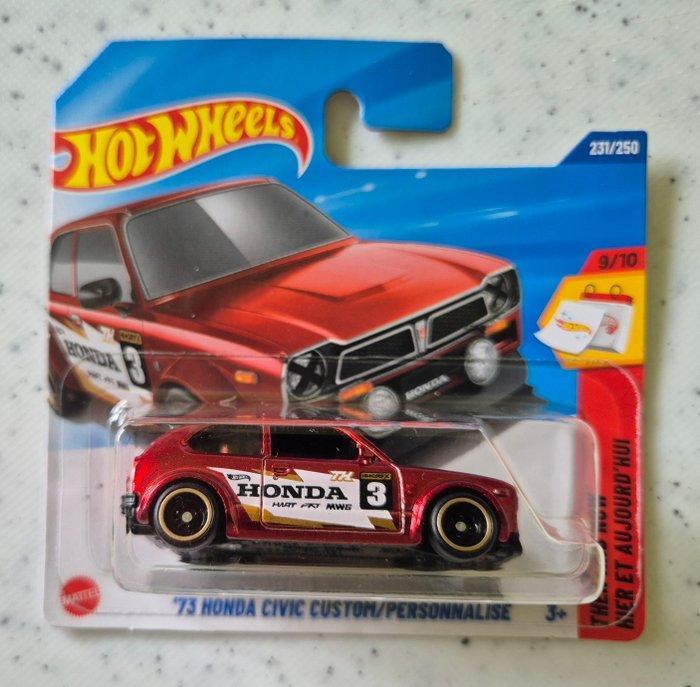 HOT WHEELS
231/250
9/10
HONDA
3
HONDA
HONDA
3
HART
MWG
MATTEL
'73 HONDA CIVIC CUSTOM/PERSONNALISE
3+
HIER ET AUJOURD'HUI